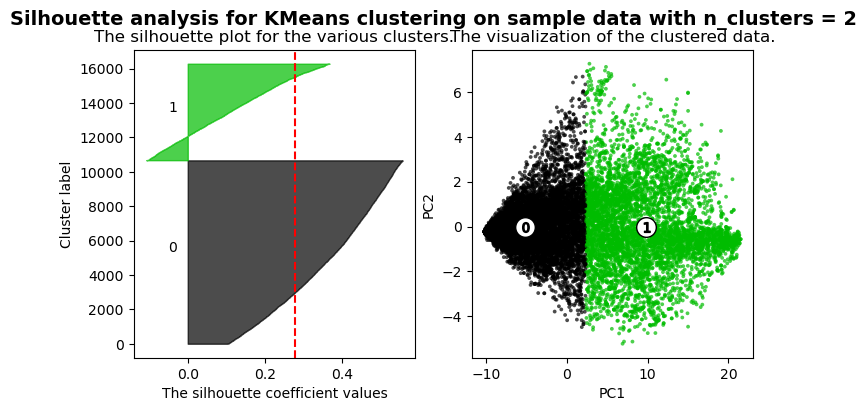 Silhouette analysis for KMeans clustering on sample data with n_clusters = 2
The silhouette plot for the various clusters.
The visualization of the clustered data.
Cluster label
16000
14000
12000
10000
8000
6000
4000
2000
0
1
0
0.0 0.2 0.4
The silhouette coefficient values
PC2
6
4
2
0
−2
−4
0
1
−10 0 10 20
PC1